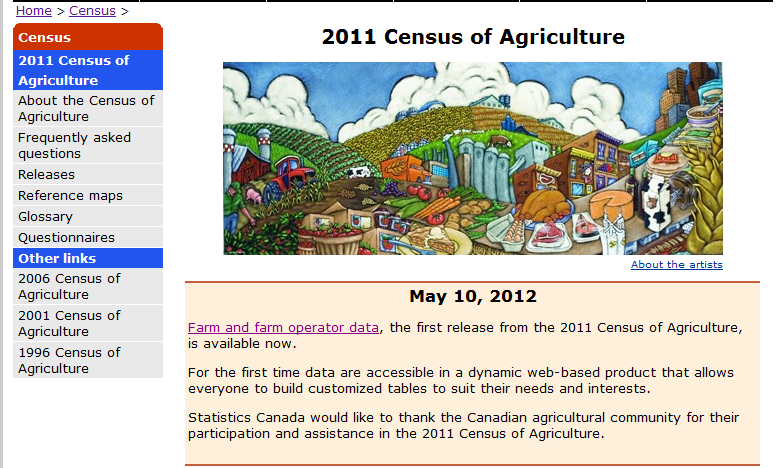 Home > Census >
Census
2011 Census of
Agriculture
About the Census of
Agriculture
Frequently asked
questions
Releases
Reference maps
Glossary
Questionnaires
Other links
2006 Census of
Agriculture
2001 Census of
Agriculture
1996 Census of
Agriculture
2011 Census of Agriculture
About the artists
May 10, 2012
Farm and farm operator data, the first release from the 2011 Census of Agriculture,
is available now.
For the first time data are accessible in a dynamic web-based product that allows
everyone to build customized tables to suit their needs and interests.
Statistics Canada would like to thank the Canadian agricultural community for their
participation and assistance in the 2011 Census of Agriculture.